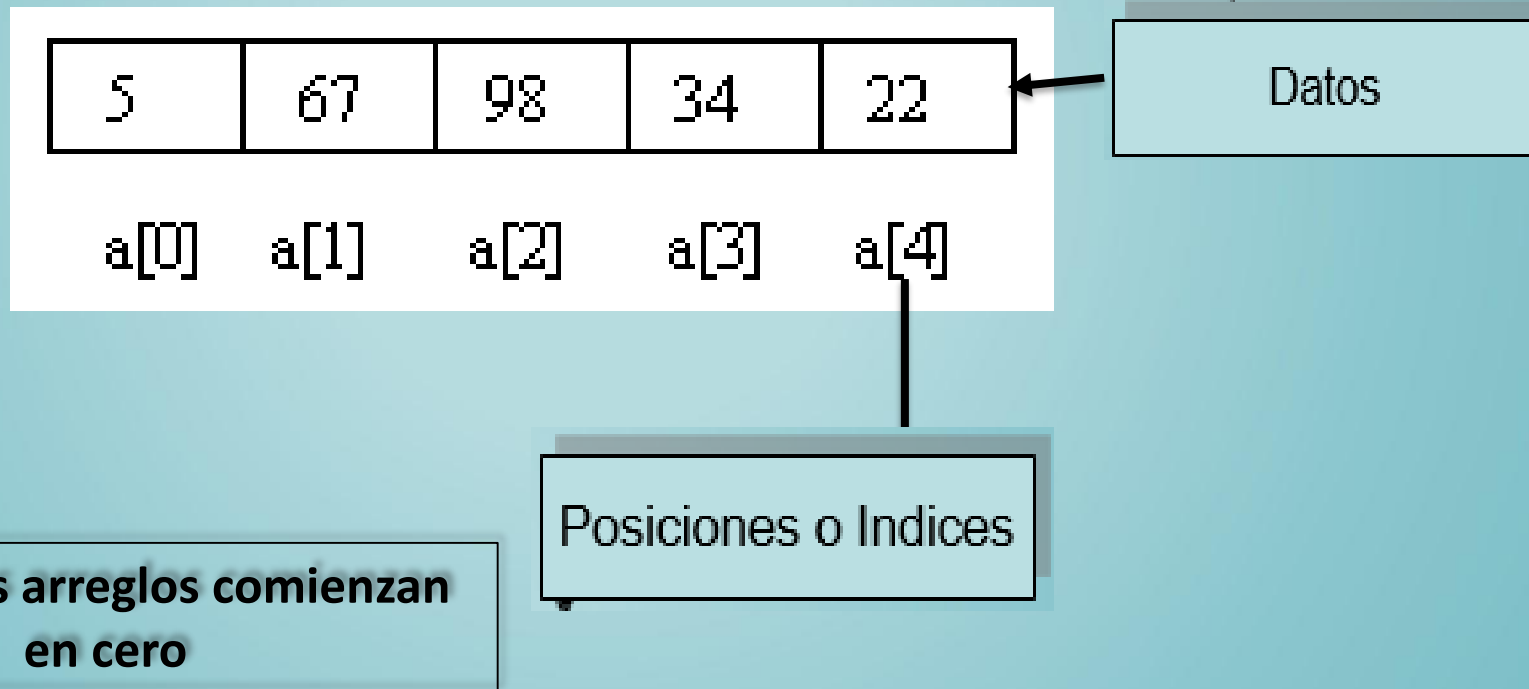 5 67 98 34 22
Datos
a[0] a[1] a[2] a[3] a[4]
Posiciones o Indices
arreglos comienzan
en cero